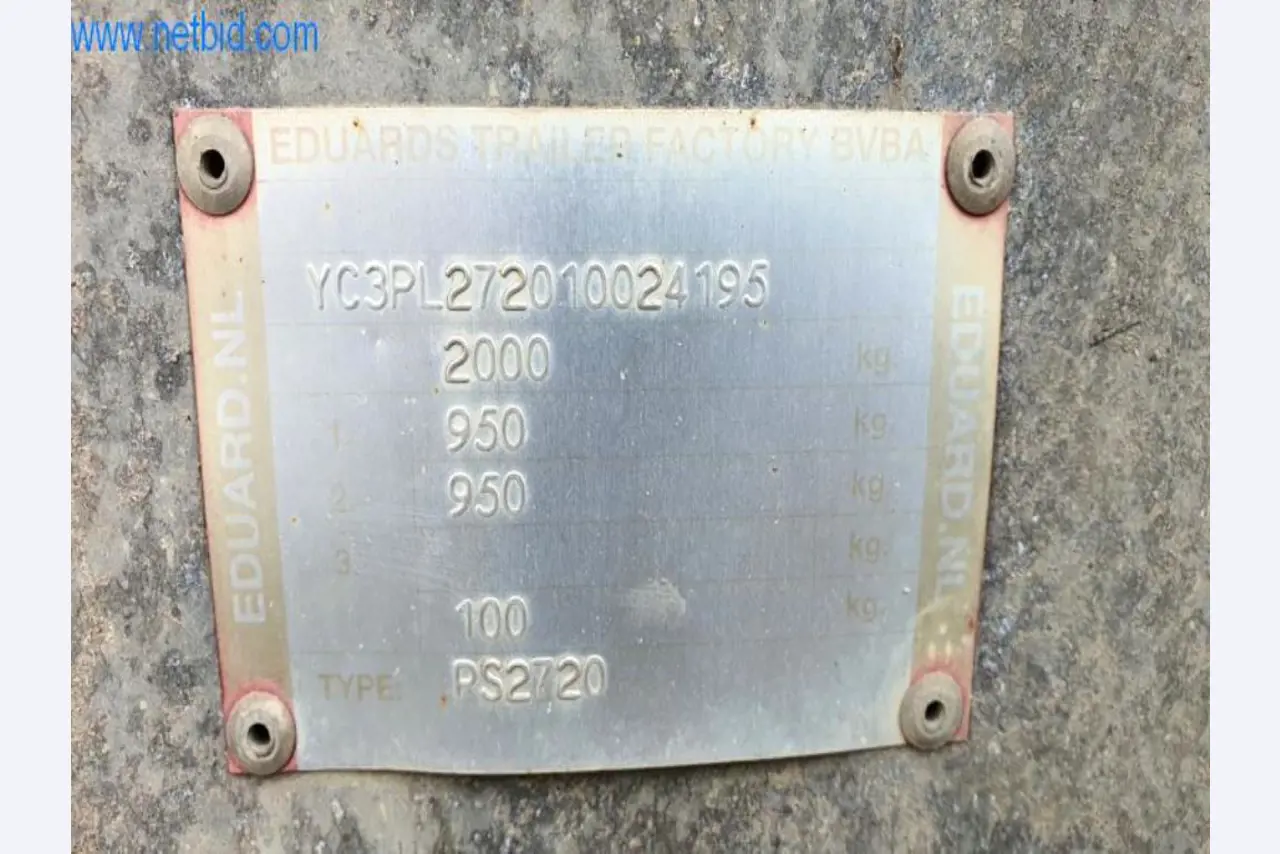 www.netbid.com
EDUARDS TRAILER FACTORY BVBA
EDUARD.NL
EDUARD.NL
YC3PL272010024195
2000 kg.
1 950 kg.
2 950 kg.
3 kg.
100 kg.
TYPE: PS2720